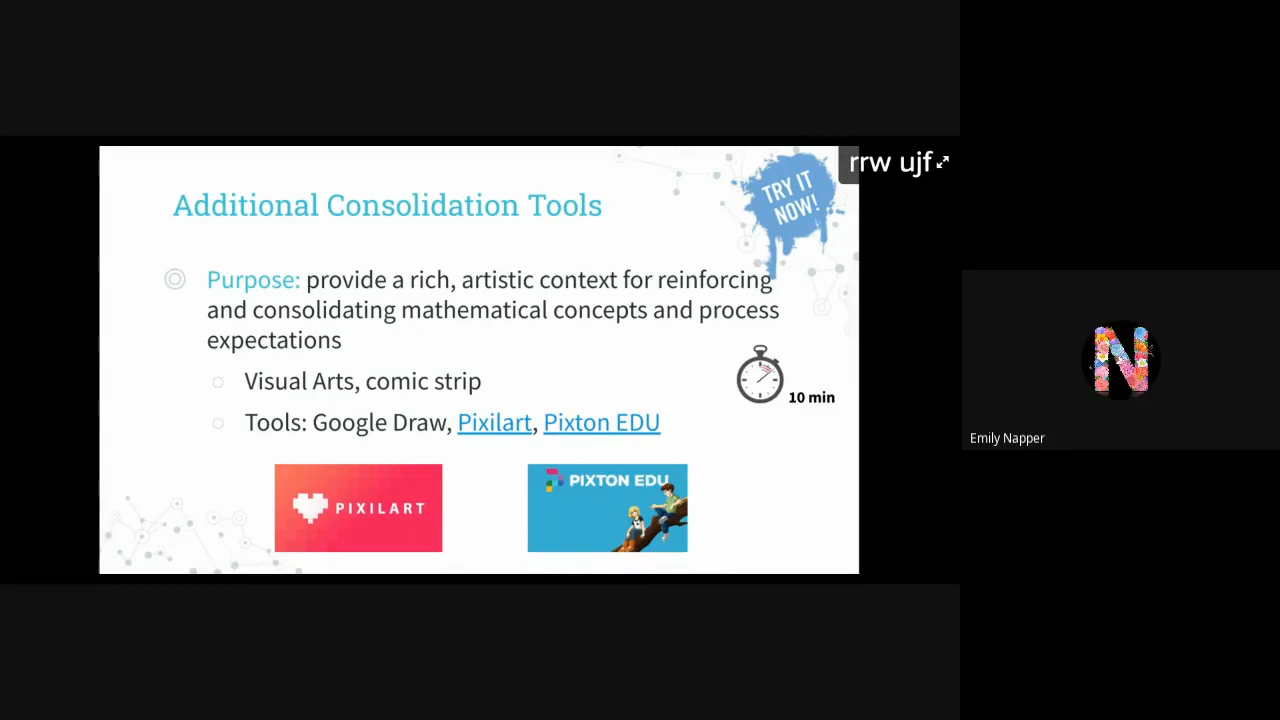 rrw ujf
TRY IT
NOW!
Additional Consolidation Tools
Purpose: provide a rich, artistic context for reinforcing
and consolidating mathematical concepts and process
expectations
Visual Arts, comic strip
10 min
Tools: Google Draw, Pixilart, Pixton EDU
PIXILART
PIXTON EDU
N
Emily Napper